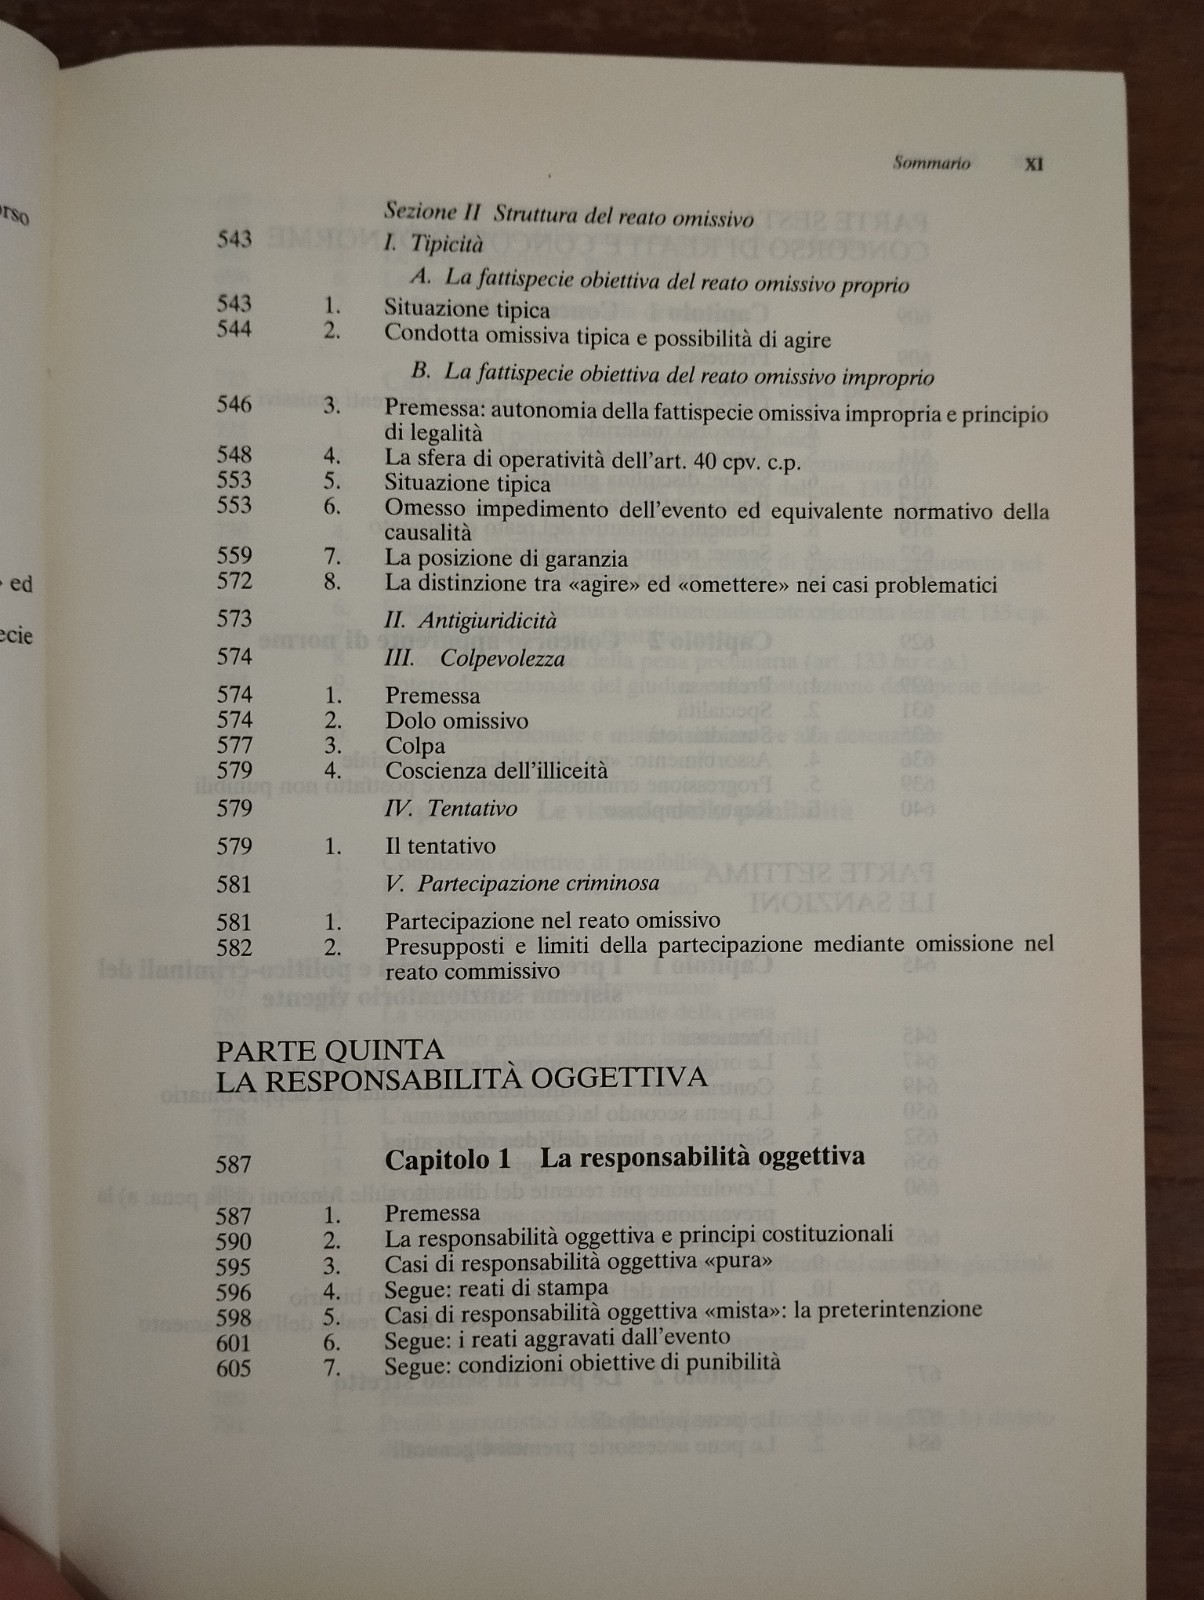 Sommario XI
orso
Sezione II Struttura del reato omissivo
543 I. Tipicità
A. La fattispecie obiettiva del reato omissivo proprio
543 1. Situazione tipica
544 2. Condotta omissiva tipica e possibilità di agire
B. La fattispecie obiettiva del reato omissivo improprio
546 3. Premessa: autonomia della fattispecie omissiva impropria e principio
di legalità
548 4. La sfera di operatività dell'art. 40 cpv. c.p.
553 5. Situazione tipica
553 6. Omesso impedimento dell'evento ed equivalente normativo della
causalità
559 7. La posizione di garanzia
572 8. La distinzione tra «agire» ed «omettere» nei casi problematici
» ed
ecie
573 II. Antigiuridicità
574 III. Colpevolezza
574 1. Premessa
574 2. Dolo omissivo
577 3. Colpa
579 4. Coscienza dell'illiceità
579 IV. Tentativo
579 1. Il tentativo
581 V. Partecipazione criminosa
581 1. Partecipazione nel reato omissivo
582 2. Presupposti e limiti della partecipazione mediante omissione nel
reato commissivo
PARTE QUINTA
LA RESPONSABILITÀ OGGETTIVA
587 Capitolo 1 La responsabilità oggettiva
587 1. Premessa
590 2. La responsabilità oggettiva e principi costituzionali
595 3. Casi di responsabilità oggettiva «pura»
596 4. Segue: reati di stampa
598 5. Casi di responsabilità oggettiva «mista»: la preterintenzione
601 6. Segue: i reati aggravati dall'evento
605 7. Segue: condizioni obiettive di punibilità